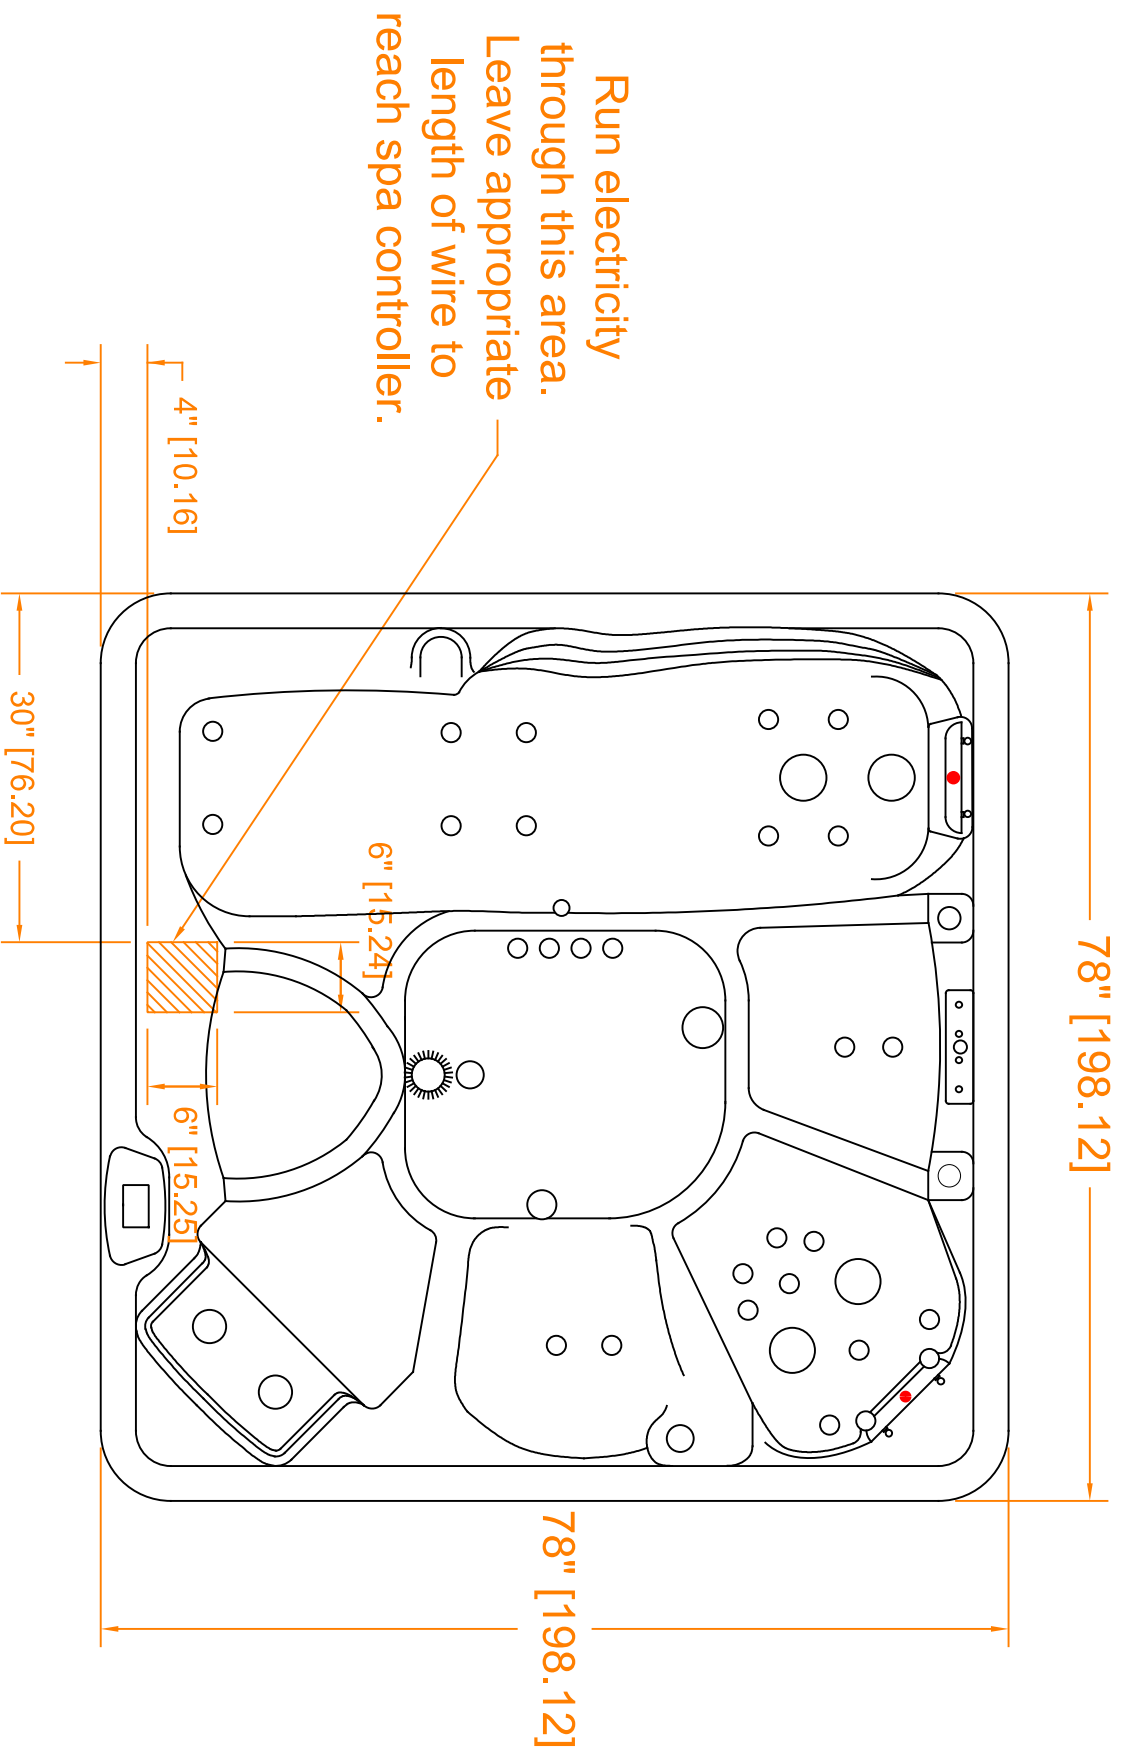 Run electricity
through this area.
Leave appropriate
length of wire to
reach spa controller.
78" [198.12]
78" [198.12]
6" [15.24]
6" [15.25]
4" [10.16]
30" [76.20]